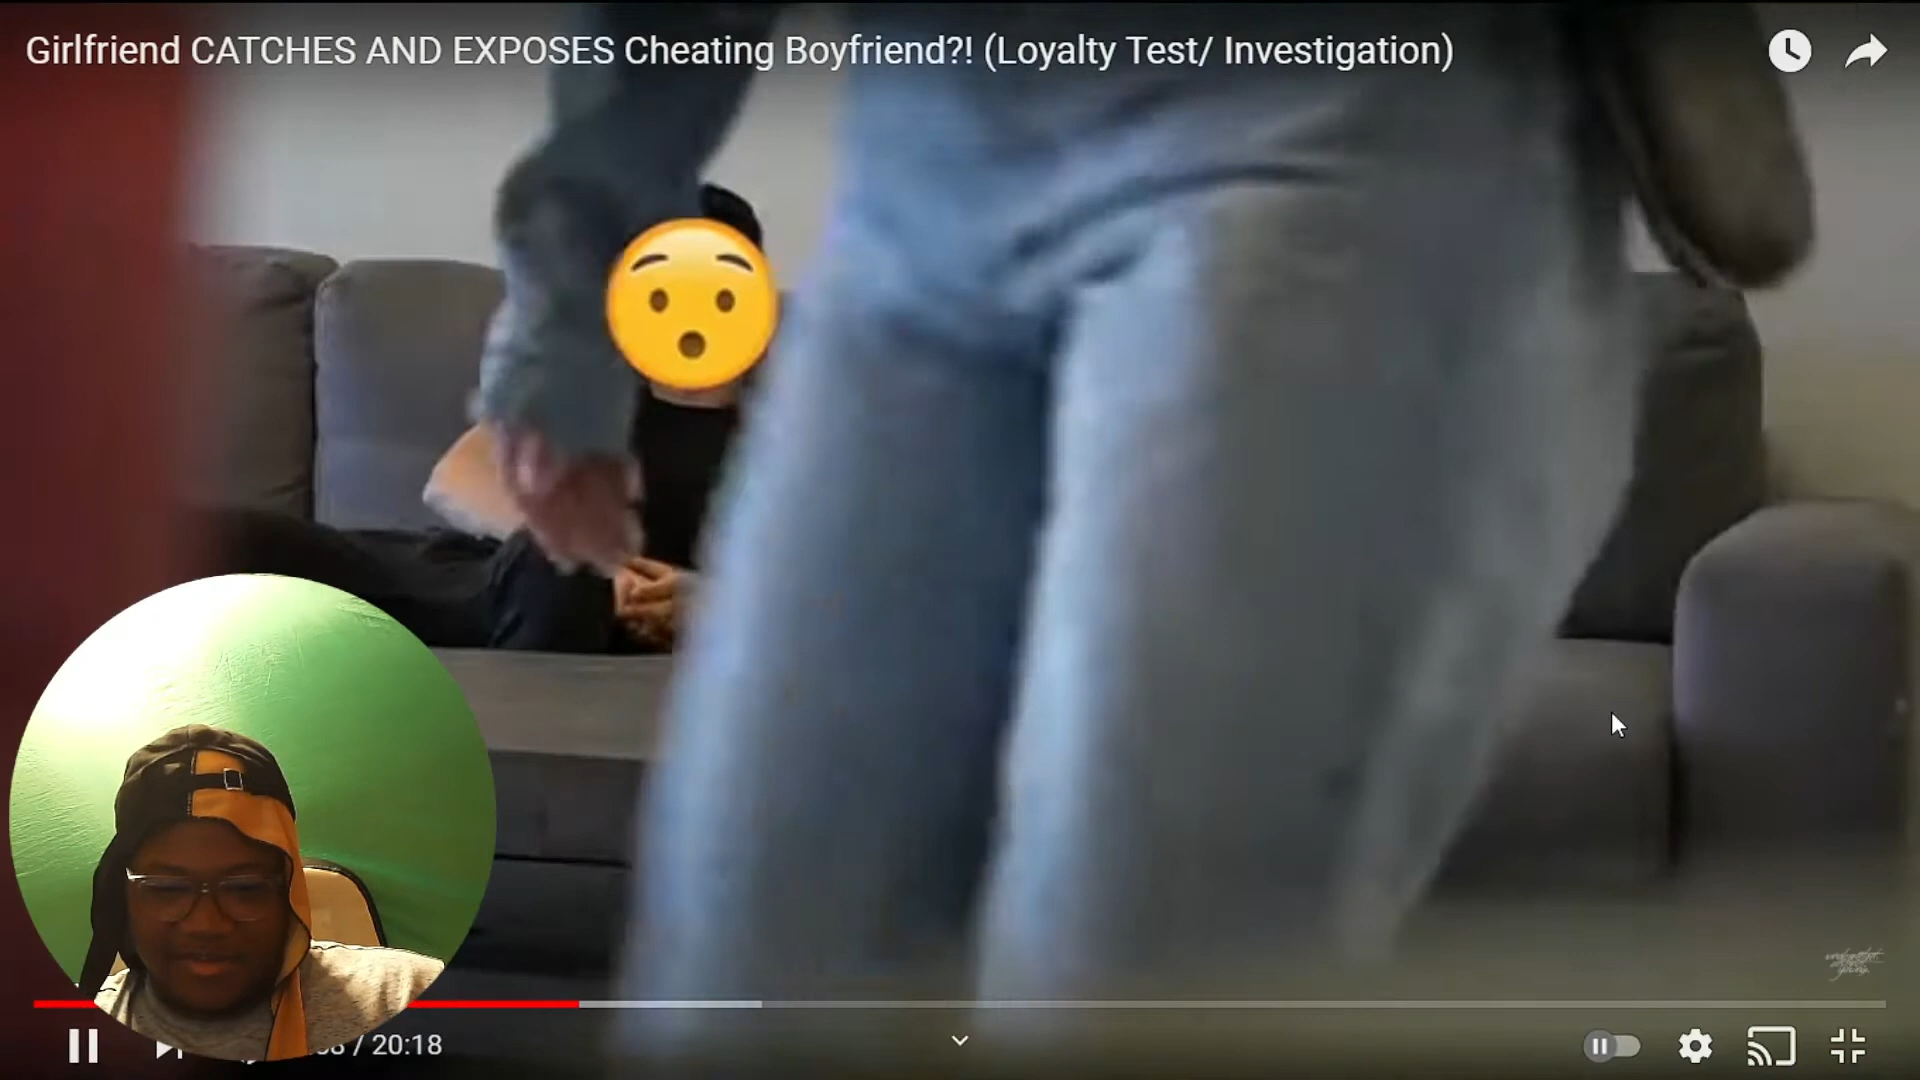 Girlfriend CATCHES AND EXPOSES Cheating Boyfriend?! (Loyalty Test/ Investigation)
/ 20:18